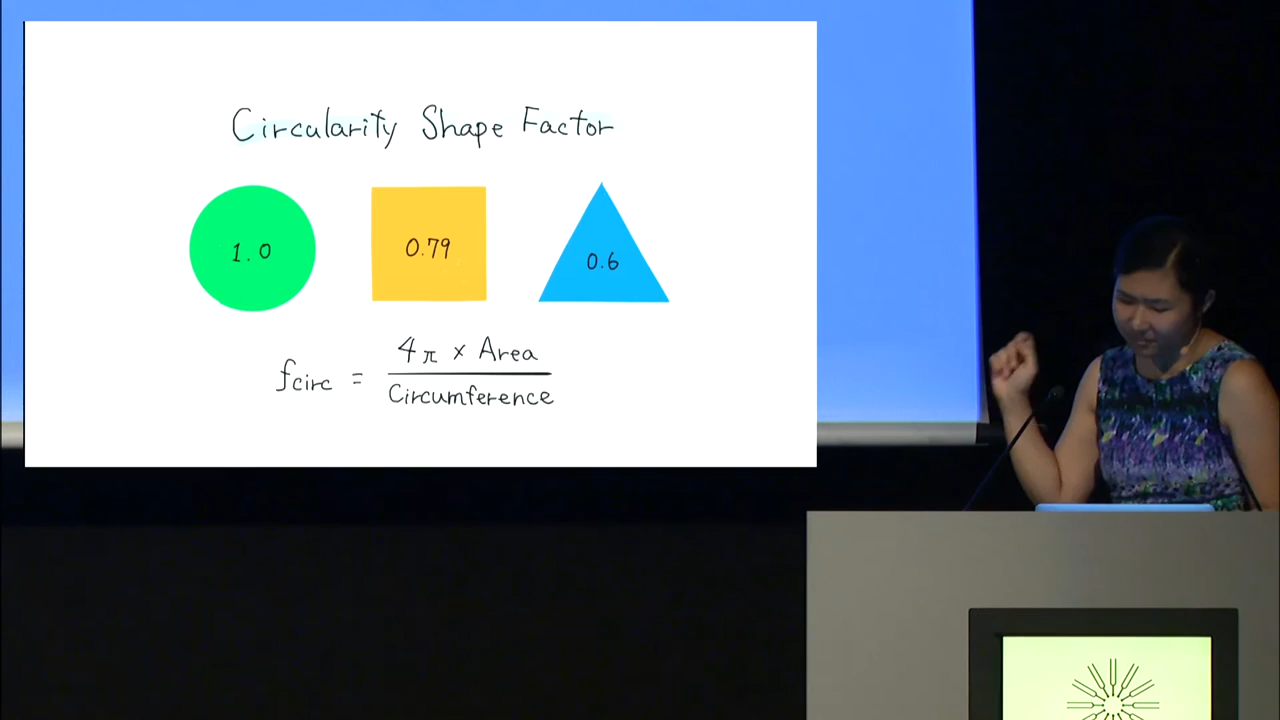 Circularity Shape Factor
1.0
0.79
0.6
fcirc = 4π × Area
Circumference